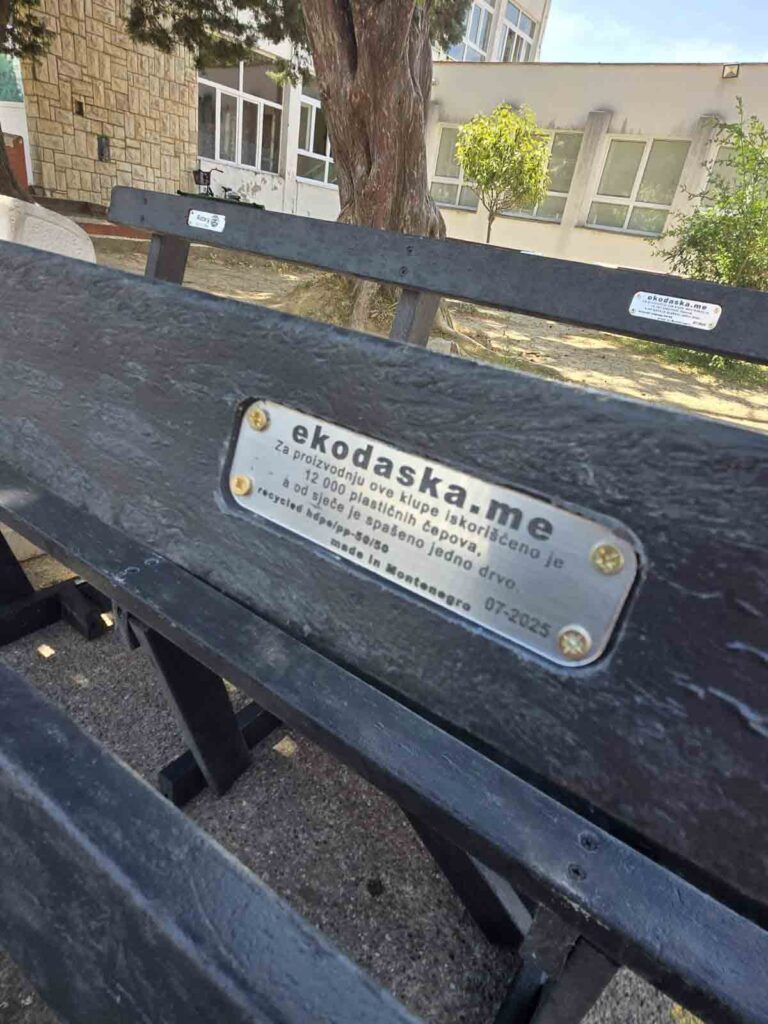 ekodaska.me
Za proizvodnju ove klupe iskorišćeno je
12 000 plastičnih čepova,
a od sječe je spašeno jedno drvo
recycled hdpe/pp-50/50
made in Montenegro 07-2025
ekodaska.me